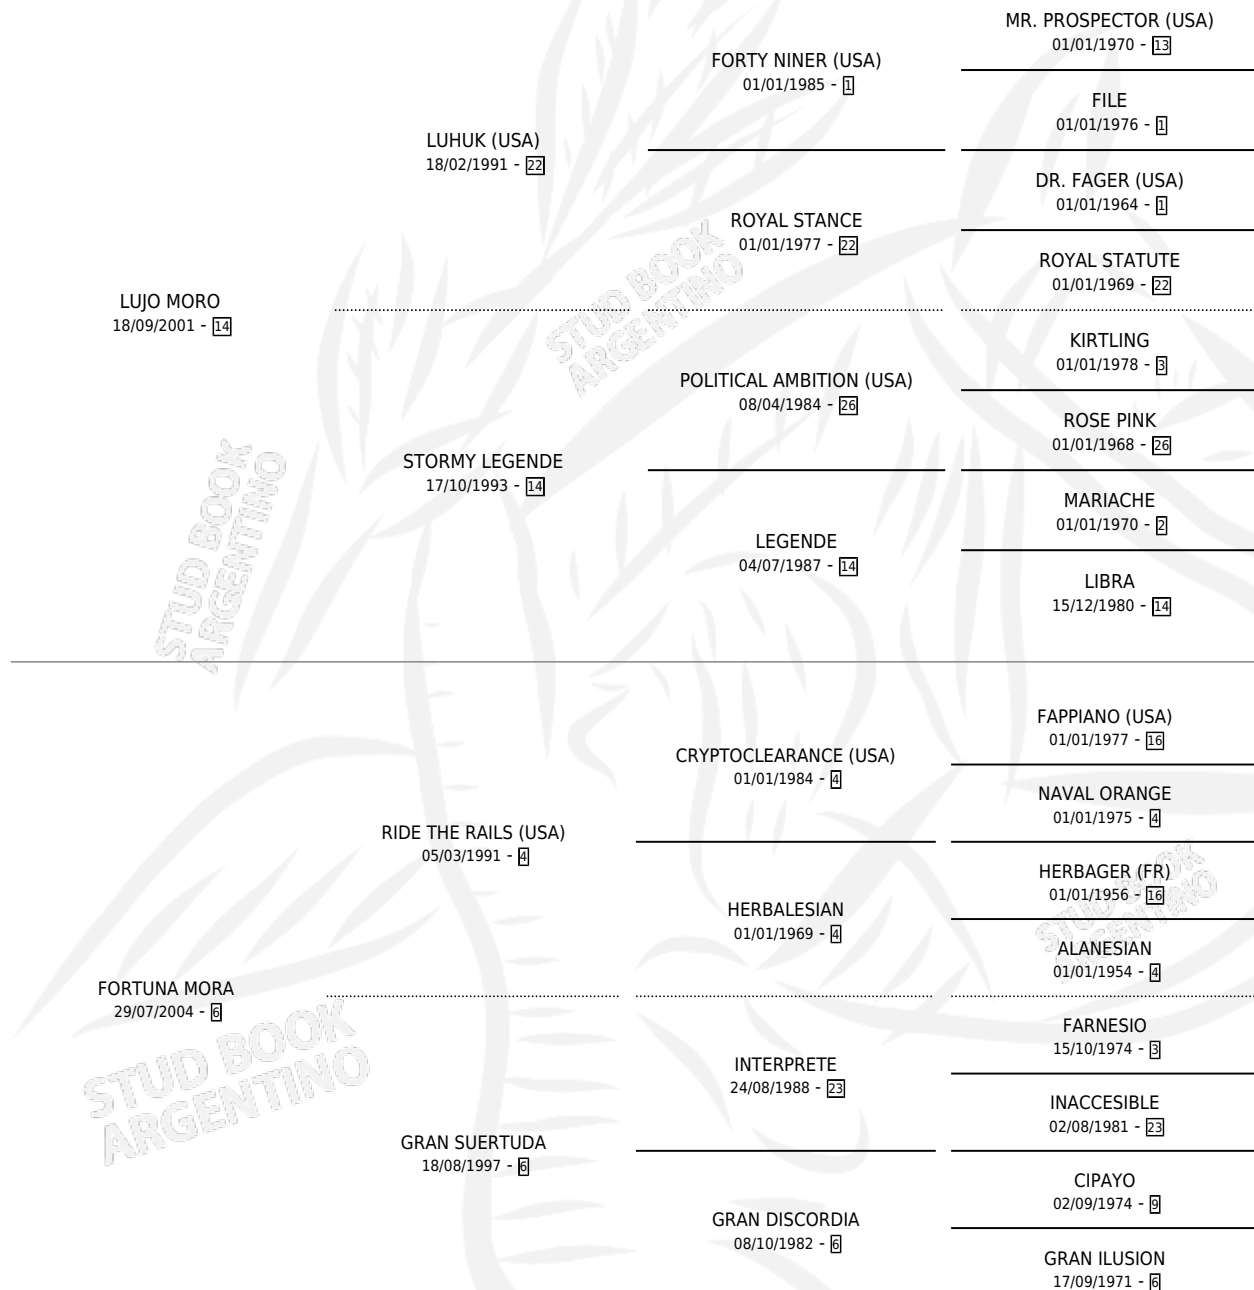 MR. PROSPECTOR (USA)
01/01/1970 - 13
FORTY NINER (USA)
01/01/1985 - 1
FILE
01/01/1976 - 1
LUHUK (USA)
18/02/1991 - 22
DR. FAGER (USA)
01/01/1964 - 1
ROYAL STANCE
01/01/1977 - 22
ROYAL STATUTE
01/01/1969 - 22
LUJO MORO
18/09/2001 - 14
KIRTLING
01/01/1978 - 3
POLITICAL AMBITION (USA)
08/04/1984 - 26
ROSE PINK
01/01/1968 - 26
STORMY LEGENDE
17/10/1993 - 14
MARIACHE
01/01/1970 - 2
LEGENDE
04/07/1987 - 14
LIBRA
15/12/1980 - 14
FAPPIANO (USA)
01/01/1977 - 16
CRYPTOCLEARANCE (USA)
01/01/1984 - 4
NAVAL ORANGE
01/01/1975 - 4
RIDE THE RAILS (USA)
05/03/1991 - 4
HERBAGER (FR)
01/01/1956 - 16
HERBALESIAN
01/01/1969 - 4
ALANESIAN
01/01/1954 - 4
FORTUNA MORA
29/07/2004 - 6
FARNESIO
15/10/1974 - 3
INTERPRETE
24/08/1988 - 23
INACCESIBLE
02/08/1981 - 23
GRAN SUERTUDA
18/08/1997 - 6
CIPAYO
02/09/1974 - 9
GRAN DISCORDIA
08/10/1982 - 6
GRAN ILUSION
17/09/1971 - 6
STUD BOOK
ARGENTINO
STUD BOOK
ARGENTINO
STUD BOOK
ARGENTINO
STUD BOOK
ARGENTINO